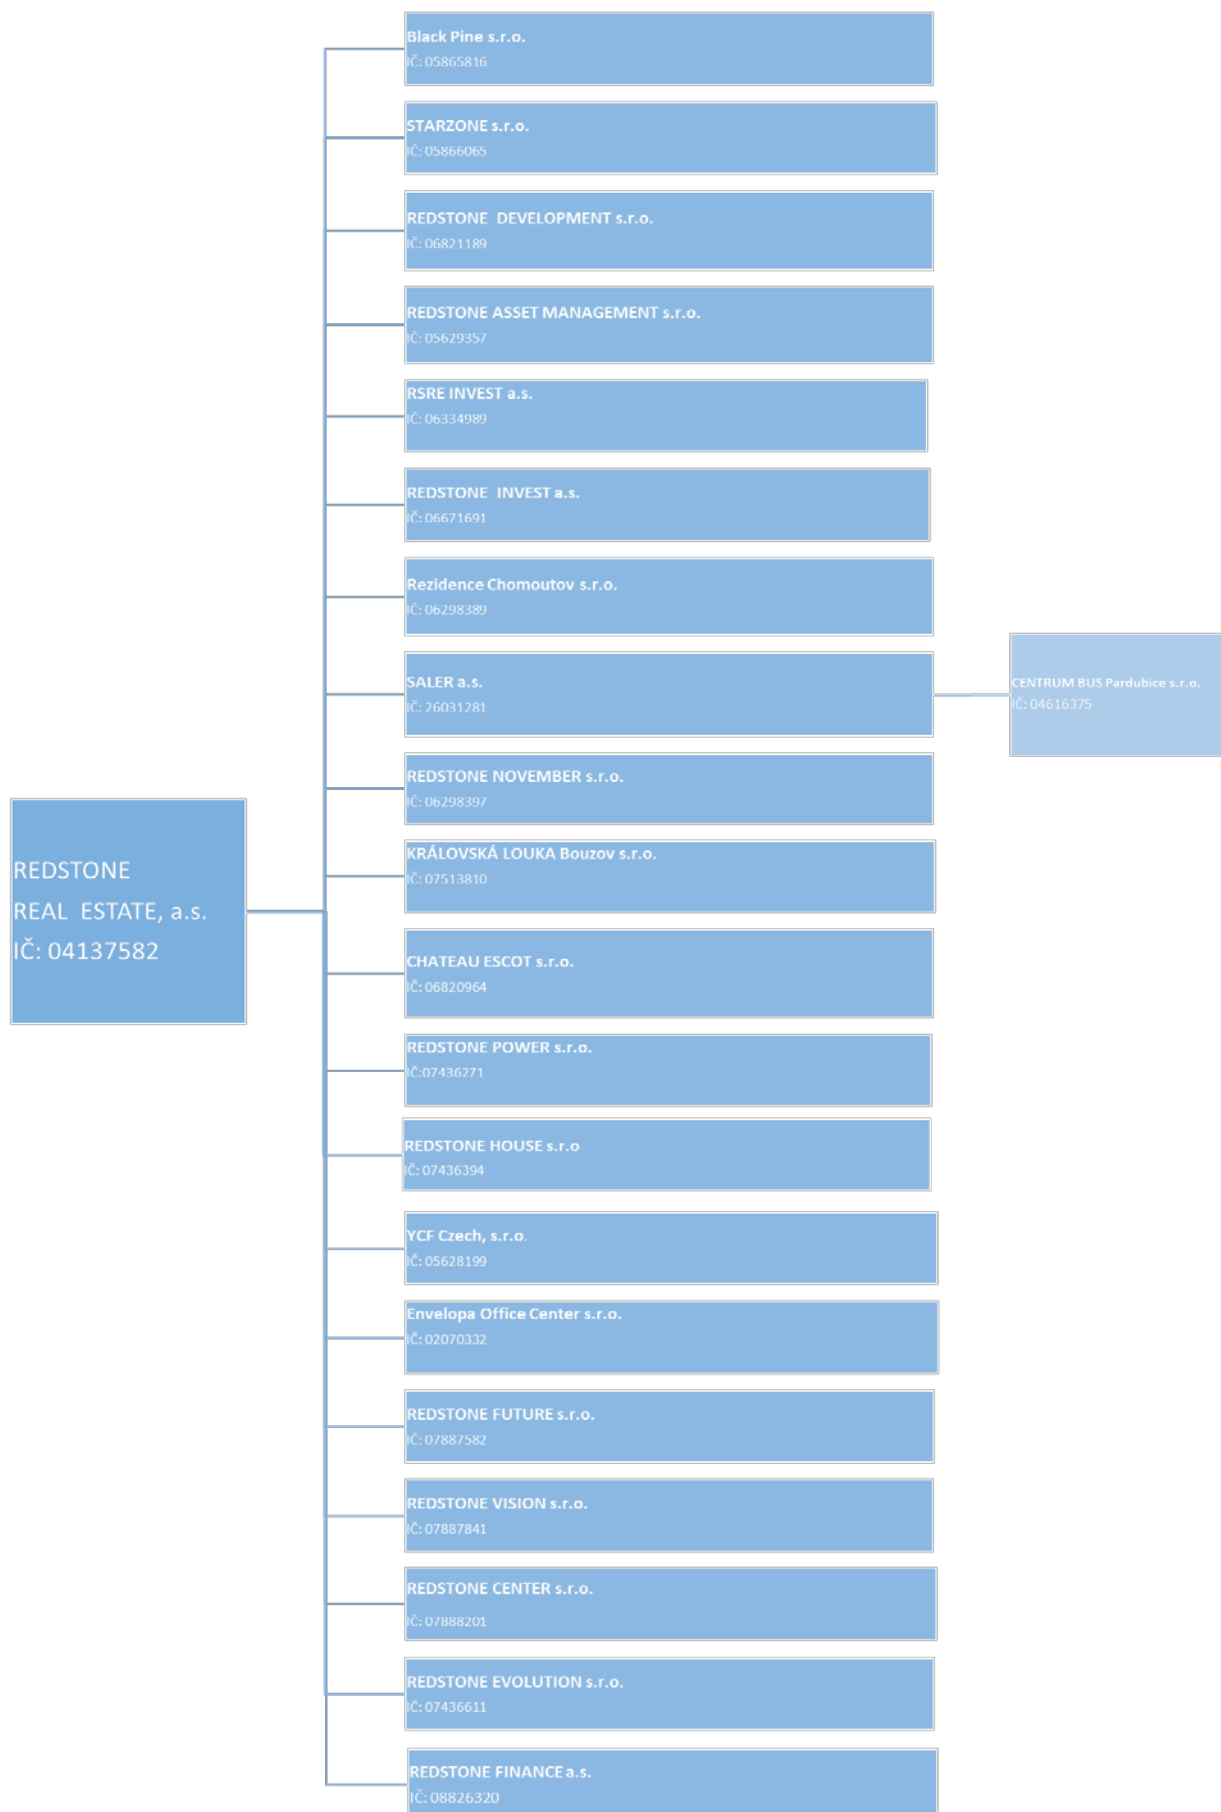 Black Pine s.r.o.
IČ: 05865816
STARZONE s.r.o.
IČ: 05866065
REDSTONE  DEVELOPMENT s.r.o.
IČ: 06821189
REDSTONE ASSET MANAGEMENT s.r.o.
IČ: 05629357
RSRE INVEST a.s.
IČ: 06334989
REDSTONE  INVEST a.s.
IČ: 06671691
Rezidence Chomoutov s.r.o.
IČ: 06298389
SALER a.s.
IČ: 26031281
CENTRUM BUS Pardubice s.r.o.
IČ: 04616375
REDSTONE NOVEMBER s.r.o.
IČ: 06298397
REDSTONE
REAL  ESTATE, a.s.
IČ: 04137582
KRÁLOVSKÁ LOUKA Bouzov s.r.o.
IČ: 07513810
CHATEAU ESCOT s.r.o.
IČ: 06820964
REDSTONE POWER s.r.o.
IČ:07436271
REDSTONE HOUSE s.r.o
IČ: 07436394
YCF Czech, s.r.o.
IČ: 05628199
Envelopa Office Center s.r.o.
IČ: 02070332
REDSTONE FUTURE s.r.o.
IČ: 07887582
REDSTONE VISION s.r.o.
IČ: 07887841
REDSTONE CENTER s.r.o.
IČ: 07888201
REDSTONE EVOLUTION s.r.o.
IČ: 07436611
REDSTONE FINANCE a.s.
IČ: 08826320